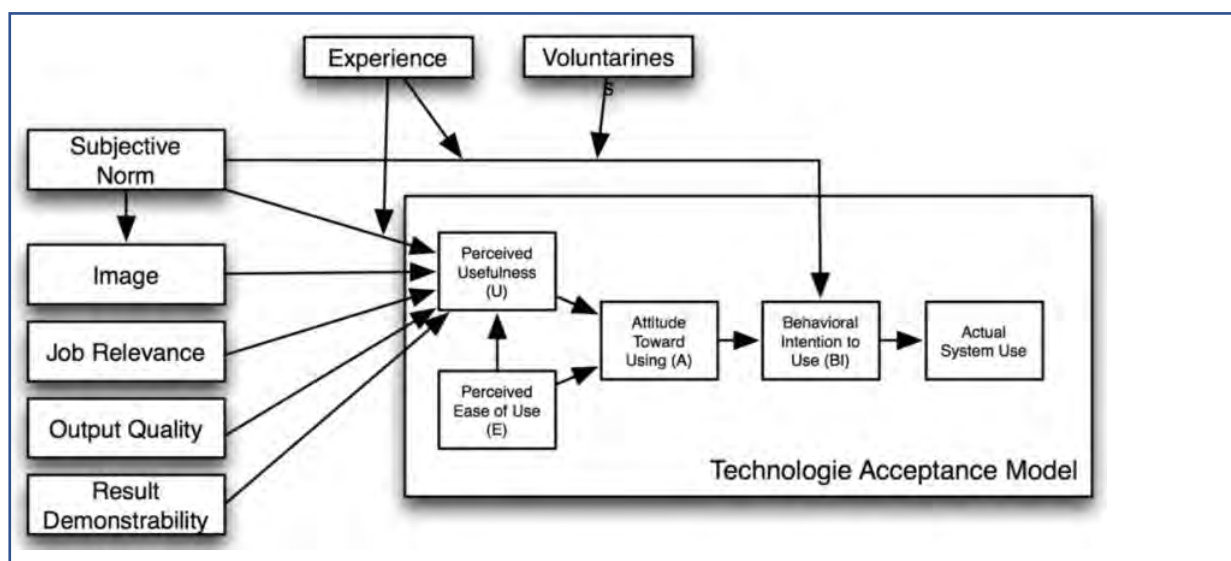 Experience
Voluntarines
s
Subjective
Norm
Image
Job Relevance
Output Quality
Result
Demonstrability
Perceived
Usefulness
(U)
Perceived
Ease of Use
(E)
Attitude
Toward
Using (A)
Behavioral
Intention to
Use (BI)
Actual
System Use
Technologie Acceptance Model